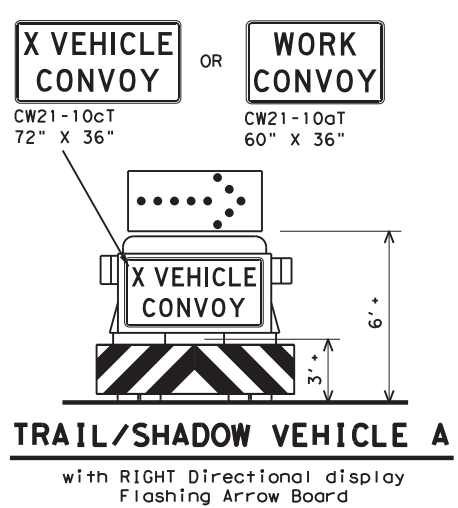 X VEHICLE
CONVOY
OR
WORK
CONVOY
CW21-10cT
72" X 36"
CW21-10aT
60" X 36"
X VEHICLE
CONVOY
6' +
3' +
TRAIL/SHADOW VEHICLE A
with RIGHT Directional display
Flashing Arrow Board